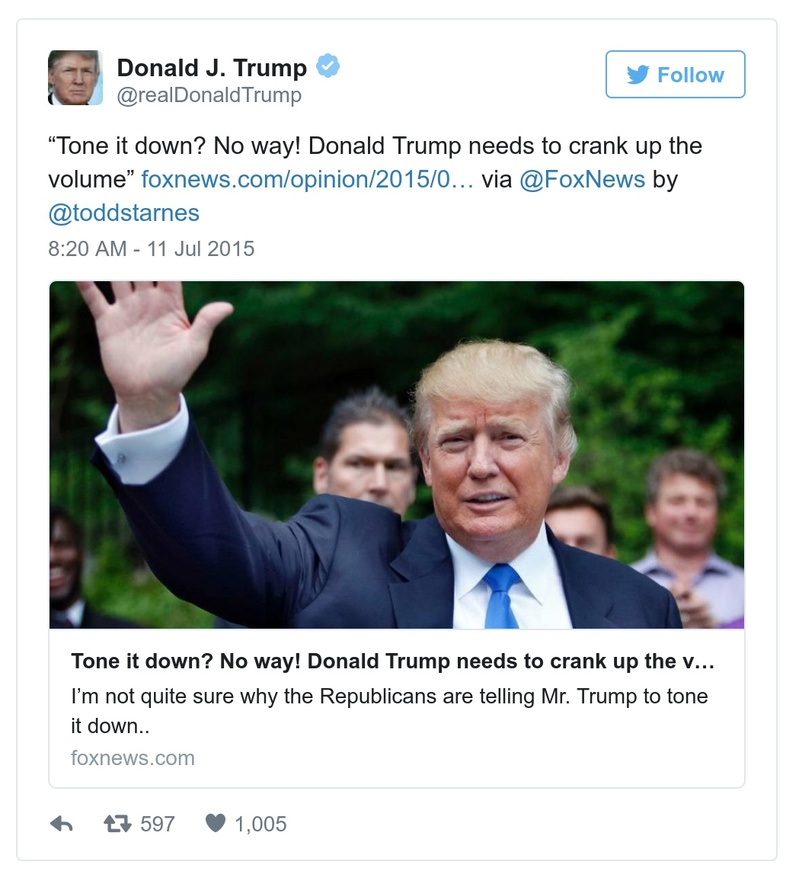 Donald J. Trump
@realDonaldTrump
Follow
“Tone it down? No way! Donald Trump needs to crank up the
volume” foxnews.com/opinion/2015/0… via @FoxNews by
@toddstarnes
8:20 AM - 11 Jul 2015
Tone it down? No way! Donald Trump needs to crank up the v…
I’m not quite sure why the Republicans are telling Mr. Trump to tone
it down..
foxnews.com
597 1,005